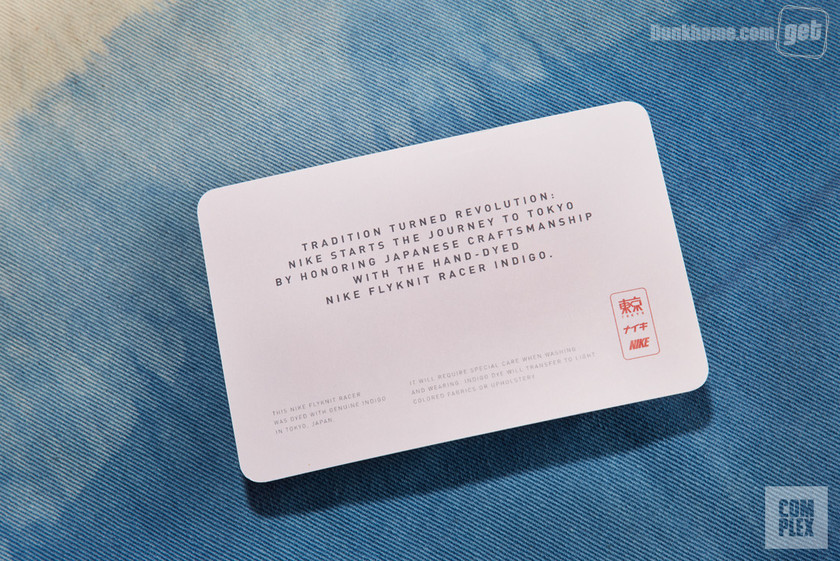 Dunkhome.com get
TRADITION TURNED REVOLUTION:
NIKE STARTS THE JOURNEY TO TOKYO
BY HONORING JAPANESE CRAFTSMANSHIP
WITH THE HAND-DYED
NIKE FLYKNIT RACER INDIGO.
東京
TOKYO
ナイキ
NIKE
THIS NIKE FLYKNIT RACER
WAS DYED WITH GENUINE INDIGO
IN TOKYO, JAPAN.
IT WILL REQUIRE SPECIAL CARE WHEN WASHING
AND WEARING. INDIGO DYE WILL TRANSFER TO LIGHT
COLORED FABRICS OR UPHOLSTERY.
COM
PLEX